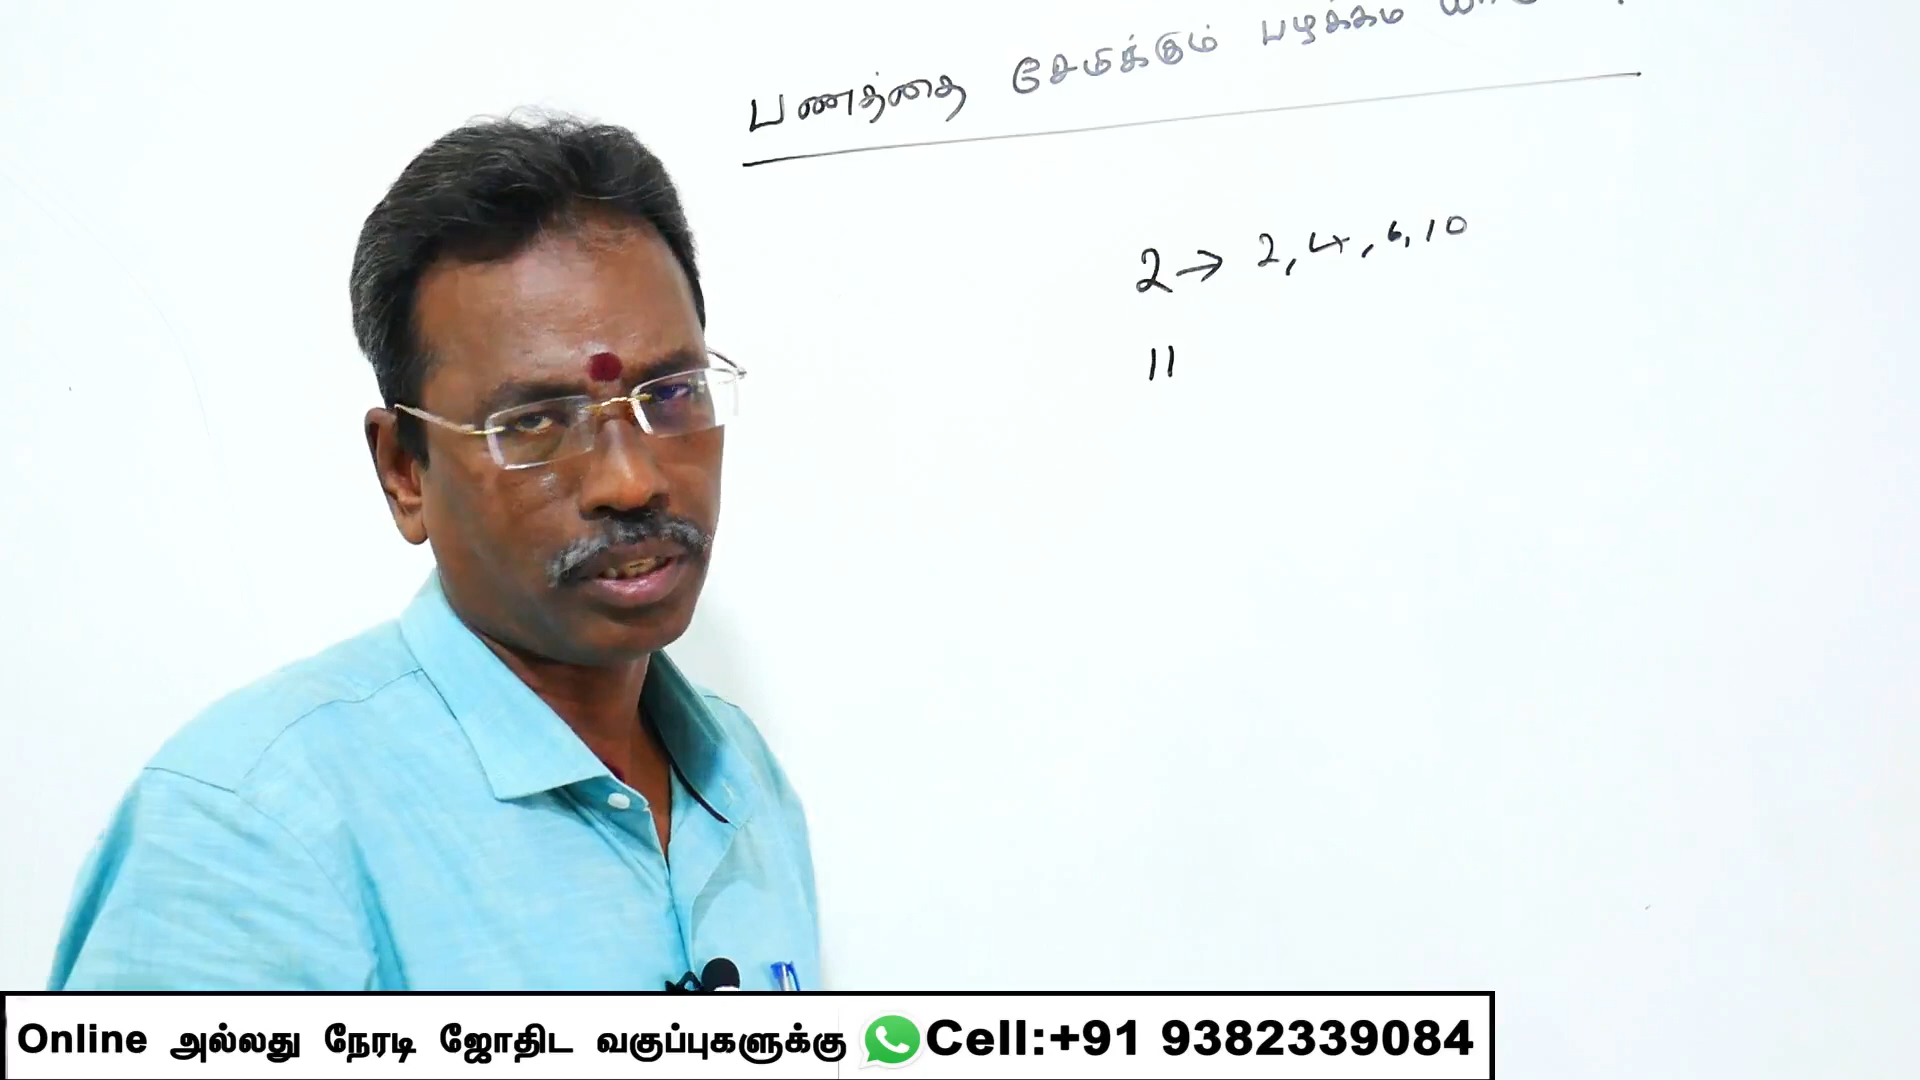 பணத்தை சேமிக்கும் பழக்கம்
2 → 2, 4, 6, 10
11
Online அல்லது நேரடி ஜோதிட வகுப்புகளுக்கு Cell:+91 9382339084